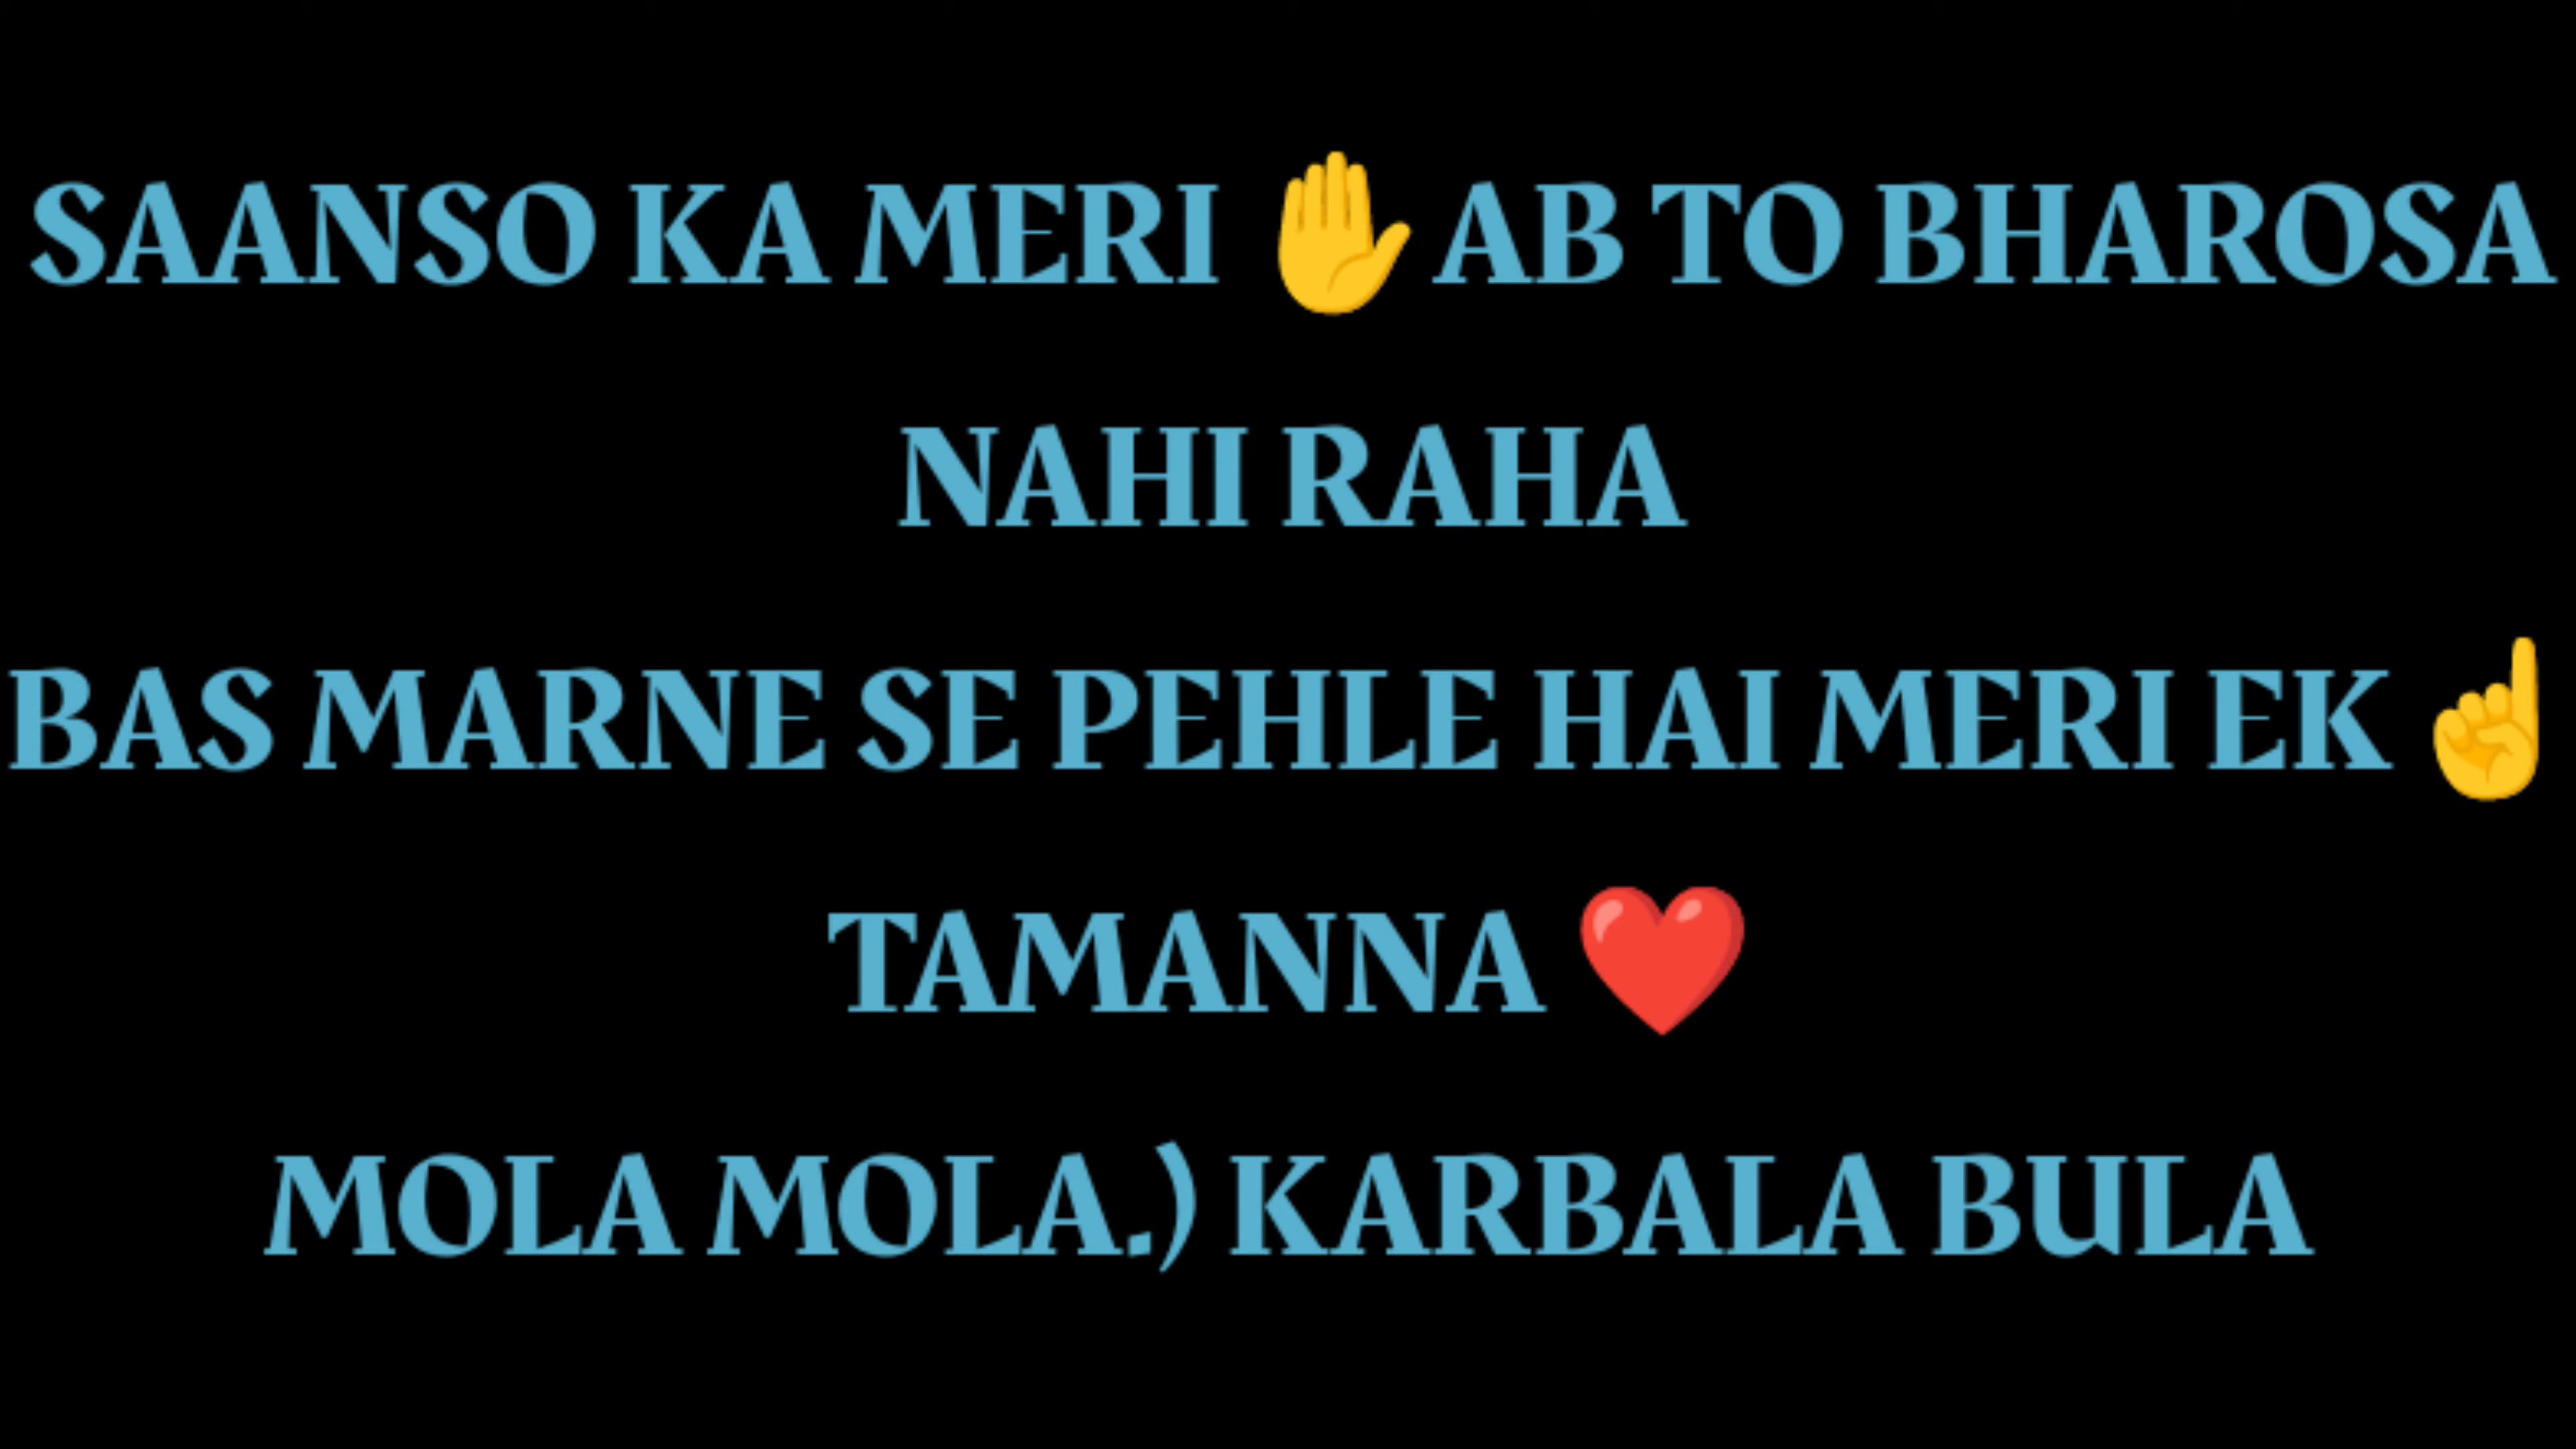 SAANSO KA MERI ✋ AB TO BHAROSA
NAHI RAHA
BAS MARNE SE PEHLE HAI MERI EK ☝️
TAMANNA ❤️
MOLA MOLA.) KARBALA BULA